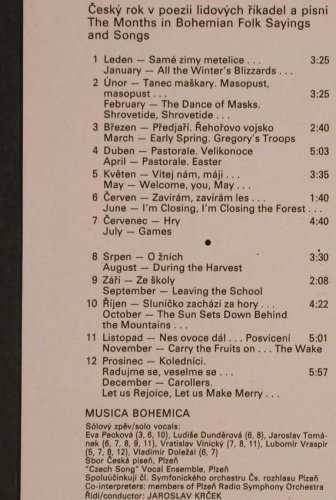 Český rok v poezii lidových říkadel a písní
The Months in Bohemian Folk Sayings
and Songs
1 Leden — Samé zimy metelice . . . 3:25
January — All the Winter's Blizzards . . .
2 Únor — Tanec maškary. Masopust,
masopust . . . 3:25
February — The Dance of Masks.
Shrovetide, Shrovetide . . .
3 Březen — Předjaří. Řehořovo vojsko 2:40
March — Early Spring. Gregory's Troops
4 Duben — Pastorale. Velikonoce 5:03
April — Pastorale. Easter
5 Květen — Vítej nám, máji . . . 3:35
May — Welcome, you, May . . .
6 Červen — Zavírám, zavírám les . . . 1:40
June — I'm Closing, I'm Closing the Forest . . .
7 Červenec — Hry 4:50
July — Games
8 Srpen — O žních 3:30
August — During the Harvest
9 Září — Ze školy 2:08
September — Leaving the School
10 Říjen — Sluníčko zachází za hory . . . 4:22
October — The Sun Sets Down Behind
the Mountains . . .
11 Listopad — Nes ovoce dál . . . Posvícení 5:05
November — Carry the Fruits on . . . The Wake
12 Prosinec — Koledníci.
Radujme se, veselme se . . . 5:57
December — Carollers.
Let us Rejoice, Let us Make Merry . . .
MUSICA BOHEMICA
Sólový zpěv/solo vocals:
Eva Pecková (3, 6, 10), Ludiše Dunděrová (6, 8), Jaroslav Tomá-
nek (6, 7, 8, 9, 11), Vratislav Vinický (7, 8, 11), Lubomír Vraspír
(5, 7, 8, 12), Vladimír Doležal (6, 7)
Sbor Česká píseň, Plzeň
"Czech Song" Vocal Ensemble, Plzeň
Spoluúčinkují čl. Symfonického orchestru Čs. rozhlasu Plzeň
Co-interpreters: members of Plzeň Radio Symphony Orchestra
Řídí/conductor: JAROSLAV KRČEK